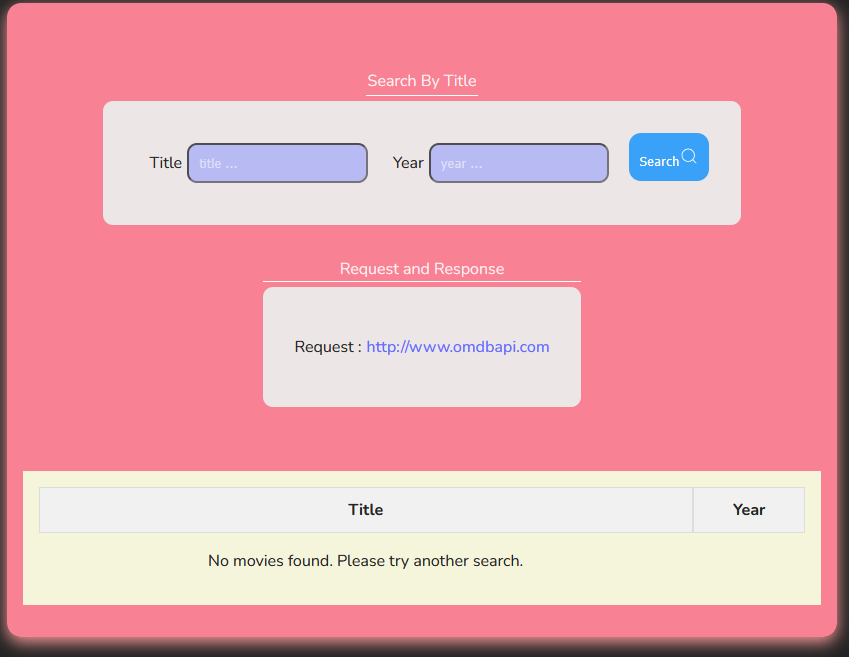 Search By Title
Title title ... Year year ... Search
Request and Response
Request : http://www.omdbapi.com
Title Year
No movies found. Please try another search.